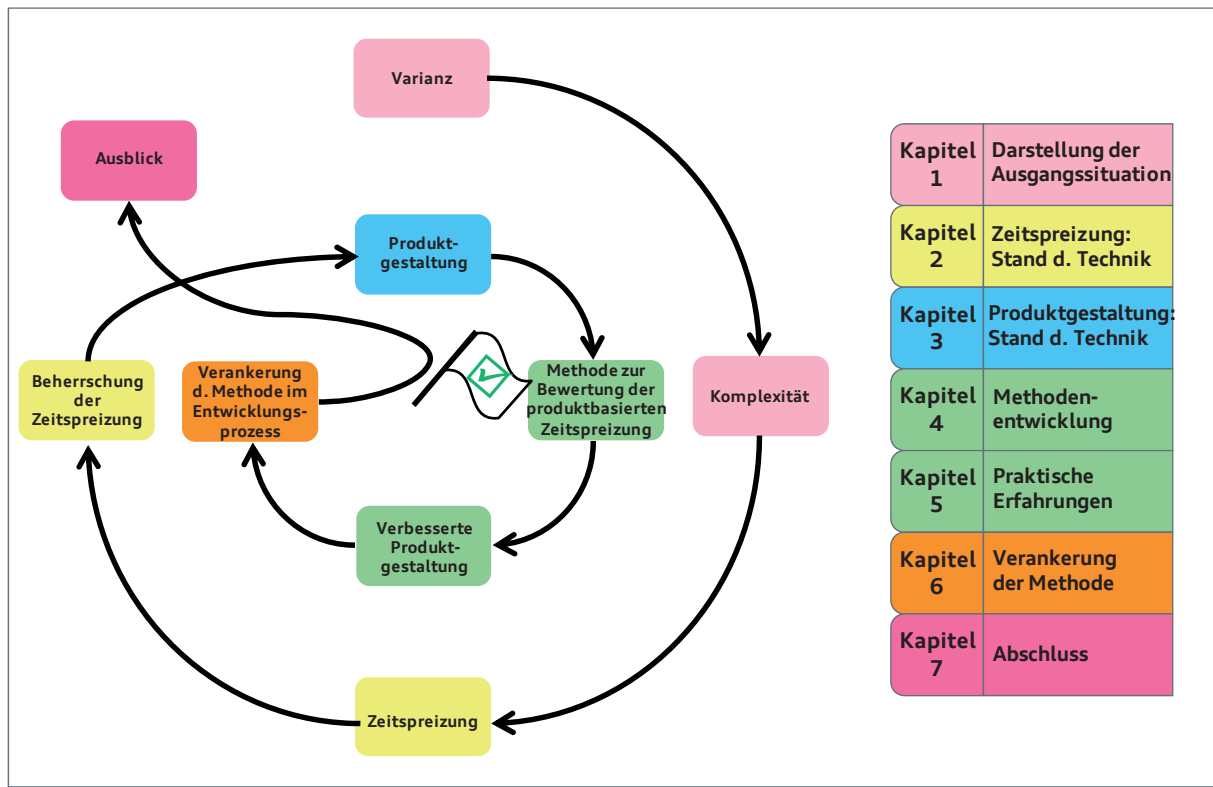 Varianz
Ausblick
Produkt-
gestaltung
Beherrschung
der
Zeitspreizung
Verankerung
d. Methode im
Entwicklungs-
prozess
Methode zur
Bewertung der
produktbasierten
Zeitspreizung
Komplexität
Verbesserte
Produkt-
gestaltung
Zeitspreizung
Kapitel
1
Darstellung der
Ausgangssituation
Kapitel
2
Zeitspreizung:
Stand d. Technik
Kapitel
3
Produktgestaltung:
Stand d. Technik
Kapitel
4
Methoden-
entwicklung
Kapitel
5
Praktische
Erfahrungen
Kapitel
6
Verankerung
der Methode
Kapitel
7
Abschluss